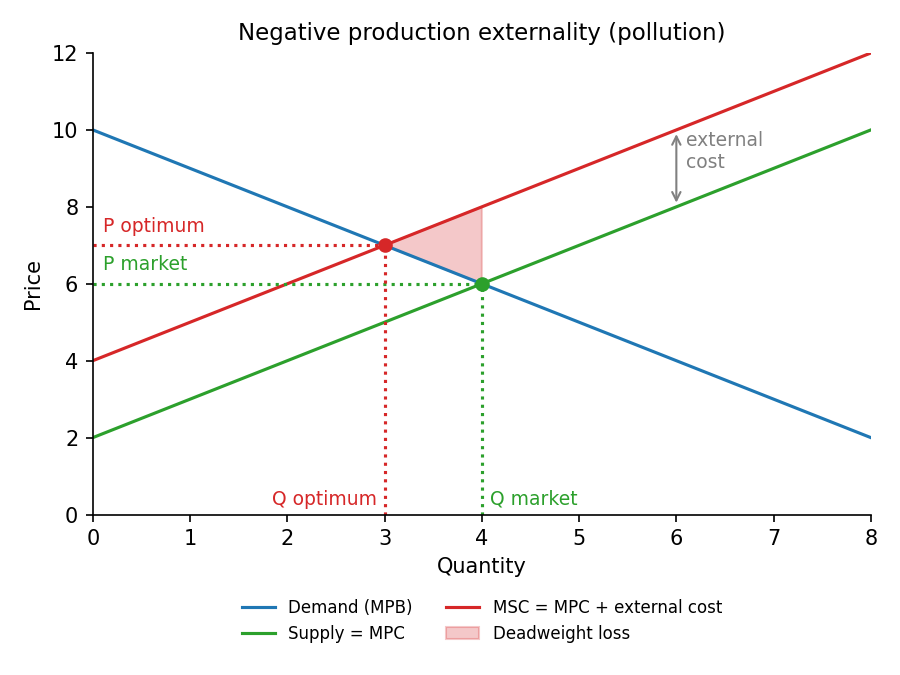 Negative production externality (pollution)
12
10
8
6
4
2
0
Price
external
cost
P optimum
P market
Q optimum
Q market
0 1 2 3 4 5 6 7 8
Quantity
Demand (MPB)
Supply = MPC
MSC = MPC + external cost
Deadweight loss